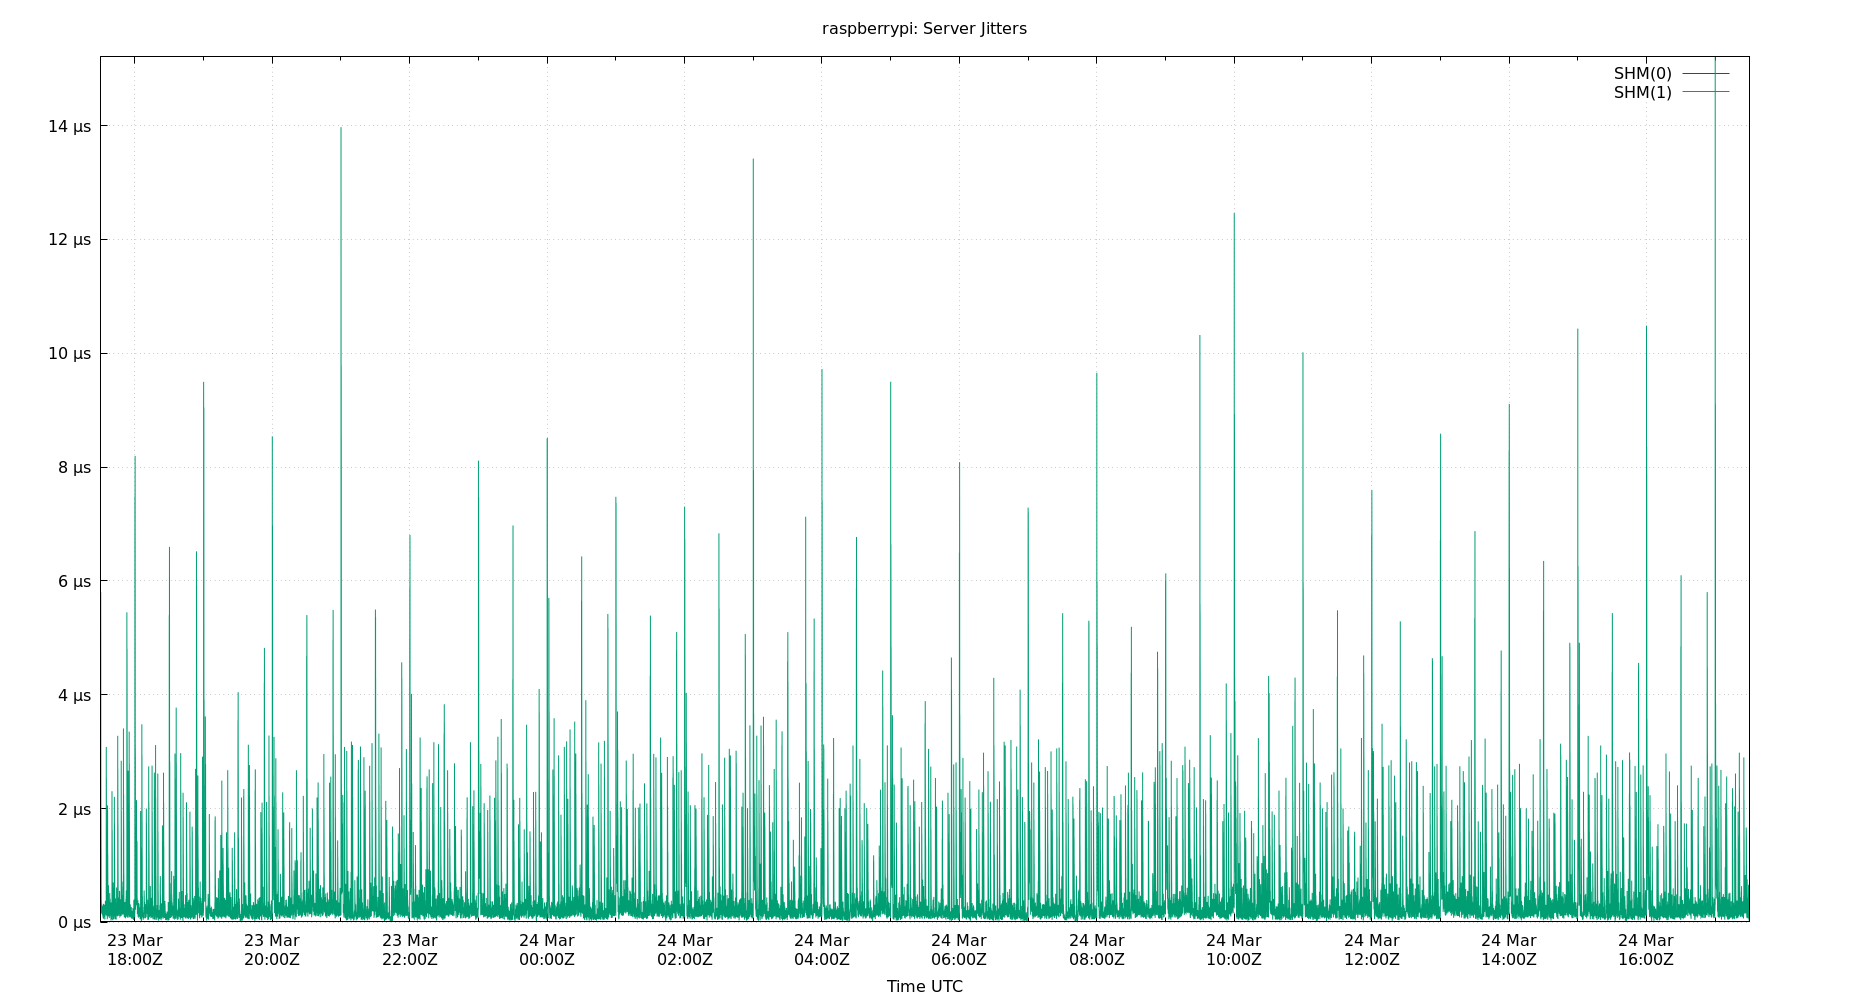 raspberrypi: Server Jitters
SHM(0)
SHM(1)
14 µs
12 µs
10 µs
8 µs
6 µs
4 µs
2 µs
0 µs
23 Mar 23 Mar 23 Mar 24 Mar 24 Mar 24 Mar 24 Mar 24 Mar 24 Mar 24 Mar 24 Mar 24 Mar
18:00Z 20:00Z 22:00Z 00:00Z 02:00Z 04:00Z 06:00Z 08:00Z 10:00Z 12:00Z 14:00Z 16:00Z
Time UTC